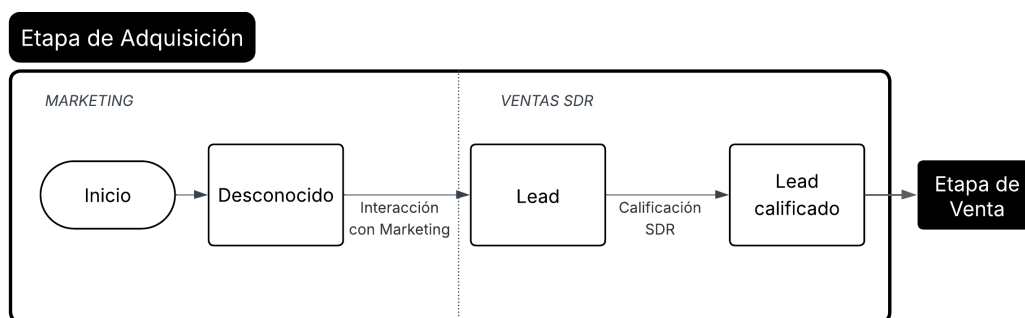 Etapa de Adquisición
MARKETING
VENTAS SDR
Inicio
Desconocido
Interacción
con Marketing
Lead
Calificación
SDR
Lead
calificado
Etapa de
Venta